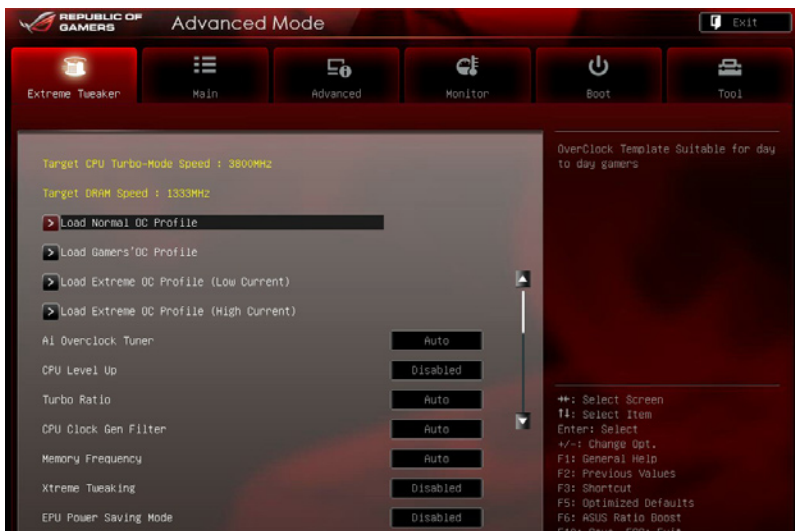 REPUBLIC OF
GAMERS
Advanced Mode
Exit
Extreme Tweaker
Main
Advanced
Monitor
Boot
Tool
Target CPU Turbo-Mode Speed : 3800MHz
Target DRAM Speed : 1333MHz
> Load Normal OC Profile
> Load Gamers'OC Profile
> Load Extreme OC Profile (Low Current)
> Load Extreme OC Profile (High Current)
Ai Overclock Tuner Auto
CPU Level Up Disabled
Turbo Ratio Auto
CPU Clock Gen Filter Auto
Memory Frequency Auto
Xtreme Tweaking Disabled
EPU Power Saving Mode Disabled
OverClock Template Suitable for day
to day gamers
→←: Select Screen
↑↓: Select Item
Enter: Select
+/-: Change Opt.
F1: General Help
F2: Previous Values
F3: Shortcut
F5: Optimized Defaults
F6: ASUS Ratio Boost